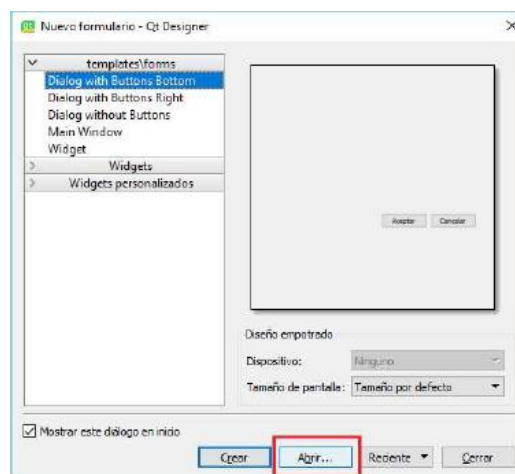 Nuevo formulario - Qt Designer
templates\forms
Dialog with Buttons Bottom
Dialog with Buttons Right
Dialog without Buttons
Main Window
Widget
Widgets
Widgets personalizados
Aceptar Cancelar
Diseño empotrado
Dispositivo: Ninguno
Tamaño de pantalla: Tamaño por defecto
Mostrar este diálogo en inicio
Crear Abrir... Reciente Cerrar